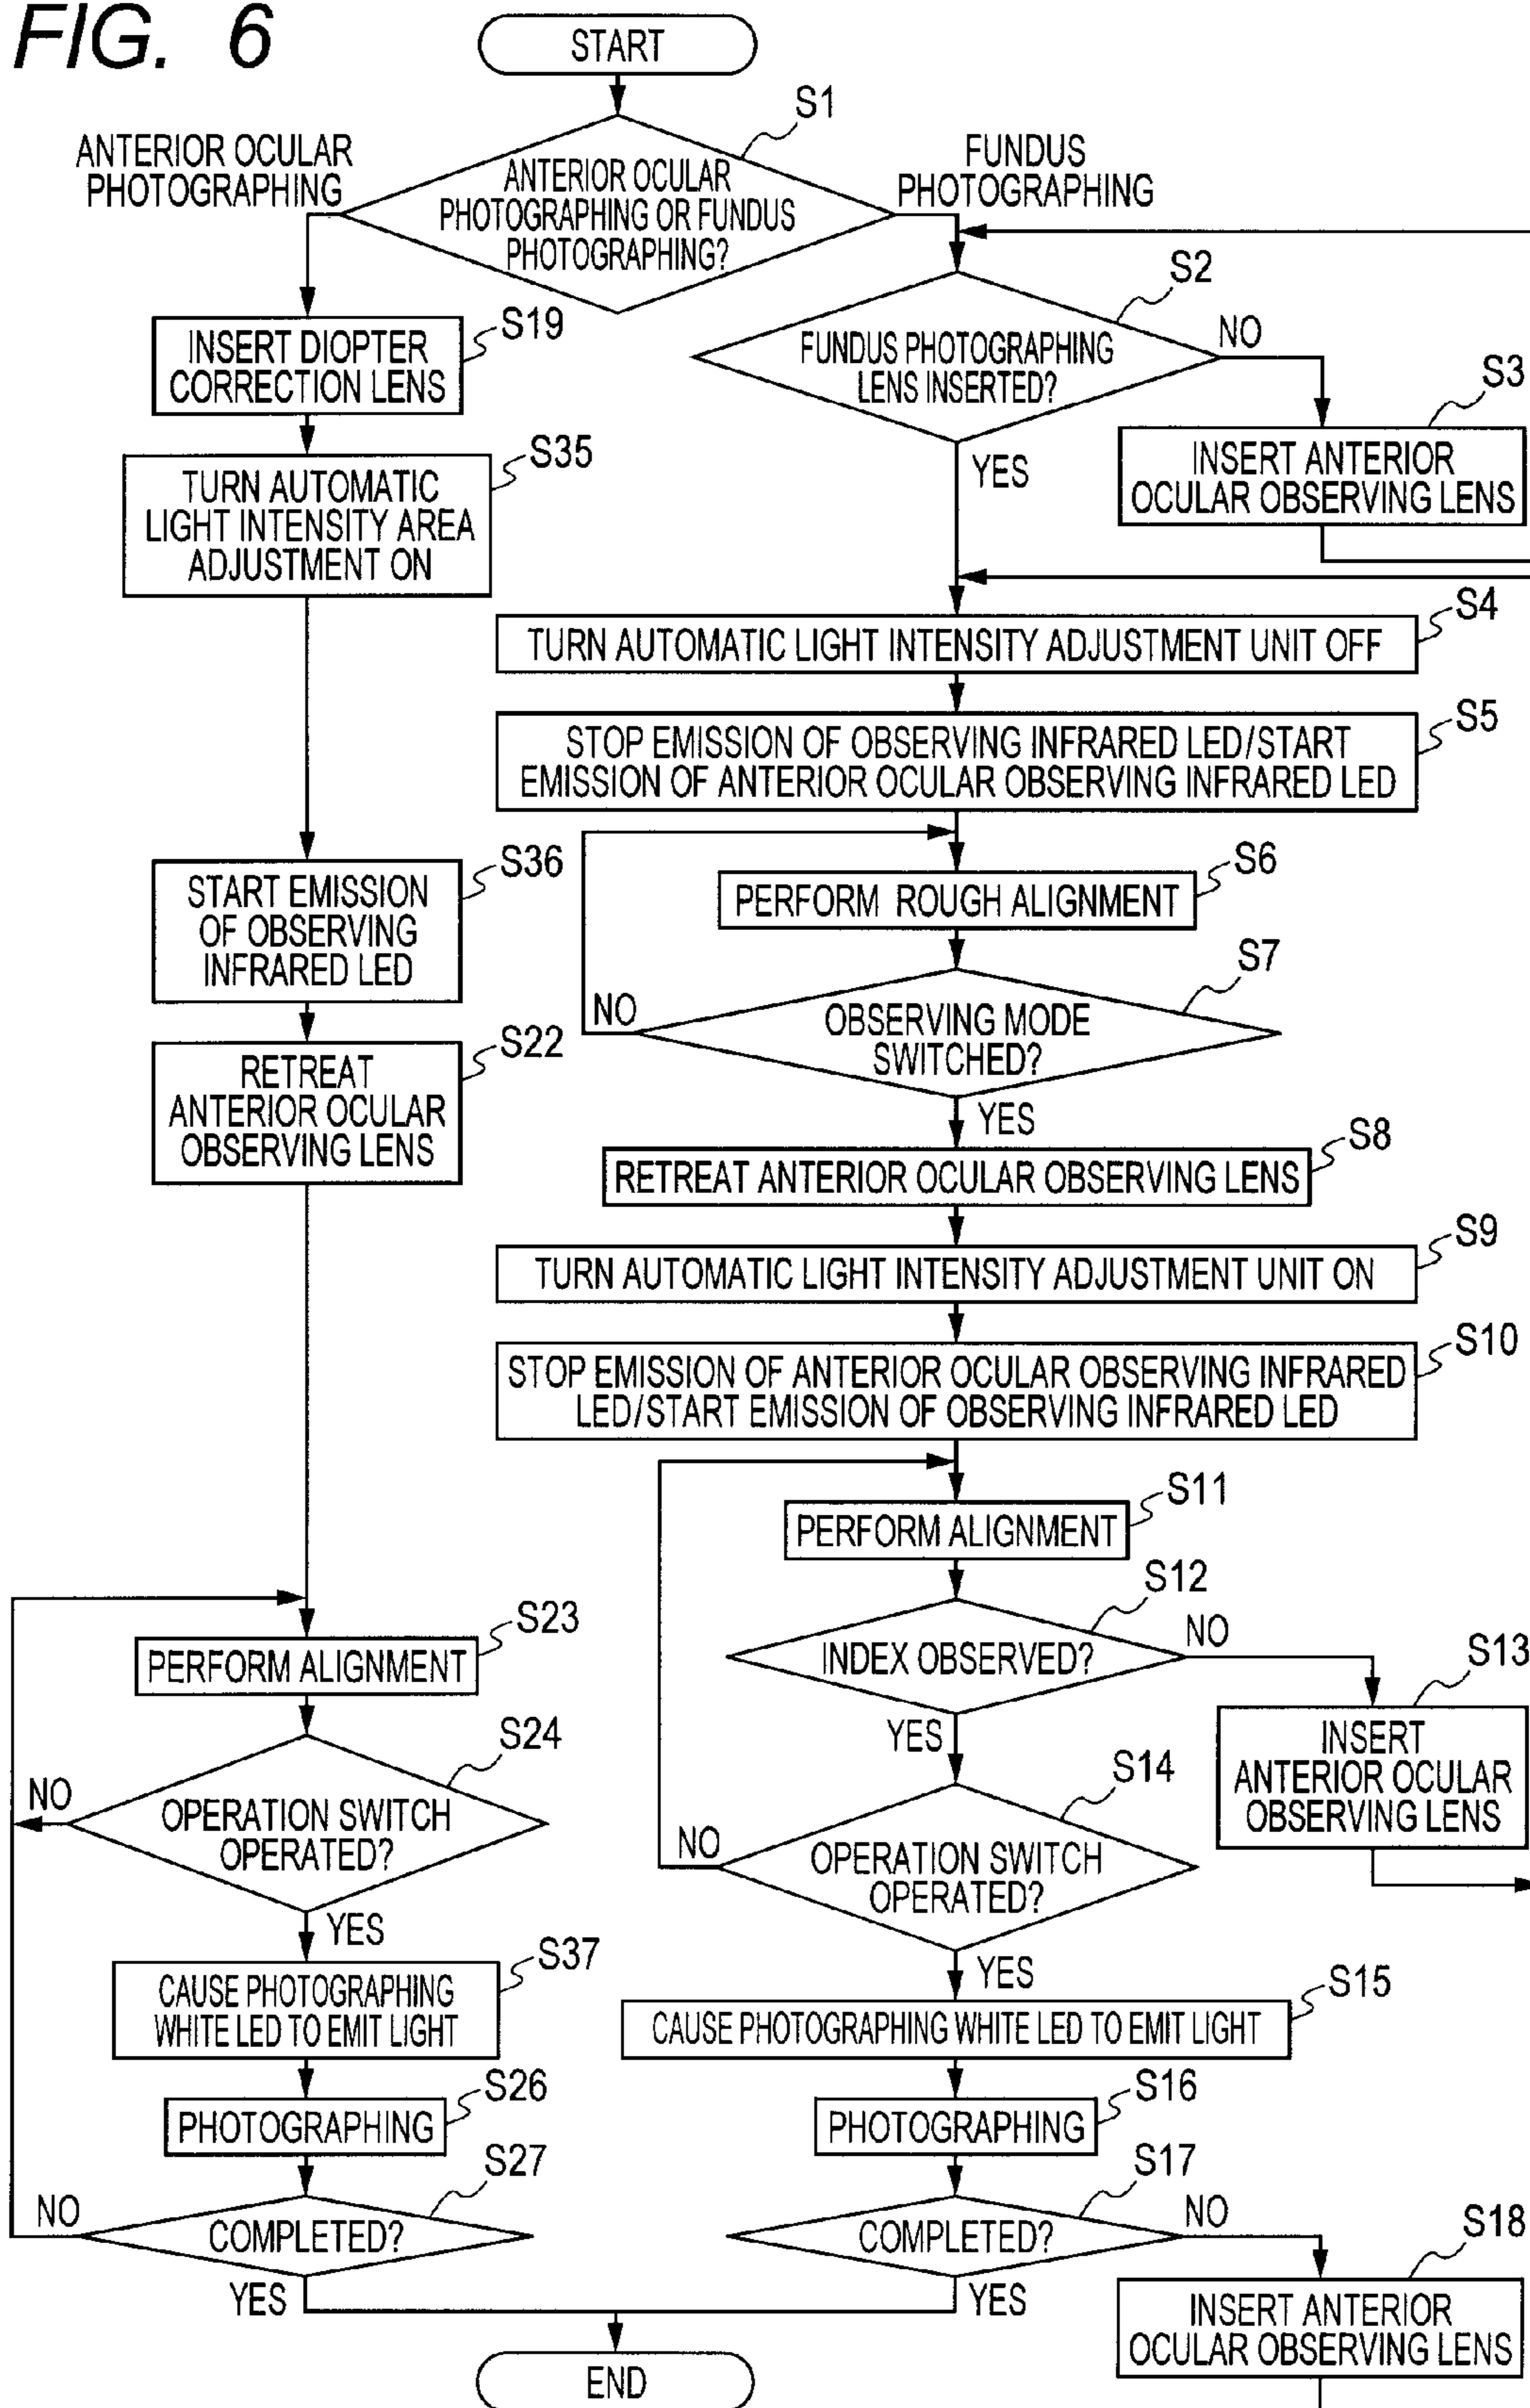 FIG. 6
START
S1
ANTERIOR OCULAR
PHOTOGRAPHING
FUNDUS
PHOTOGRAPHING
ANTERIOR OCULAR
PHOTOGRAPHING OR FUNDUS
PHOTOGRAPHING?
S19
INSERT DIOPTER
CORRECTION LENS
S35
TURN AUTOMATIC
LIGHT INTENSITY AREA
ADJUSTMENT ON
S36
START EMISSION
OF OBSERVING
INFRARED LED
S22
RETREAT
ANTERIOR OCULAR
OBSERVING LENS
S23
PERFORM ALIGNMENT
S24
NO
OPERATION SWITCH
OPERATED?
YES
S37
CAUSE PHOTOGRAPHING
WHITE LED TO EMIT LIGHT
S26
PHOTOGRAPHING
S27
NO
COMPLETED?
YES
S2
FUNDUS PHOTOGRAPHING
LENS INSERTED?
NO
S3
INSERT ANTERIOR
OCULAR OBSERVING LENS
YES
S4
TURN AUTOMATIC LIGHT INTENSITY ADJUSTMENT UNIT OFF
S5
STOP EMISSION OF OBSERVING INFRARED LED/START
EMISSION OF ANTERIOR OCULAR OBSERVING INFRARED LED
S6
PERFORM ROUGH ALIGNMENT
S7
NO
OBSERVING MODE
SWITCHED?
YES
S8
RETREAT ANTERIOR OCULAR OBSERVING LENS
S9
TURN AUTOMATIC LIGHT INTENSITY ADJUSTMENT UNIT ON
S10
STOP EMISSION OF ANTERIOR OCULAR OBSERVING INFRARED
LED/START EMISSION OF OBSERVING INFRARED LED
S11
PERFORM ALIGNMENT
S12
INDEX OBSERVED?
NO
S13
INSERT
ANTERIOR OCULAR
OBSERVING LENS
YES
S14
NO
OPERATION SWITCH
OPERATED?
YES
S15
CAUSE PHOTOGRAPHING WHITE LED TO EMIT LIGHT
S16
PHOTOGRAPHING
S17
COMPLETED?
NO
S18
INSERT ANTERIOR
OCULAR OBSERVING LENS
YES
END